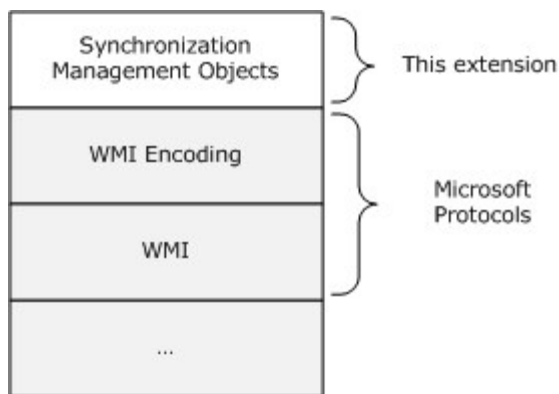 Synchronization
Management Objects
This extension
WMI Encoding
Microsoft
Protocols
WMI
...